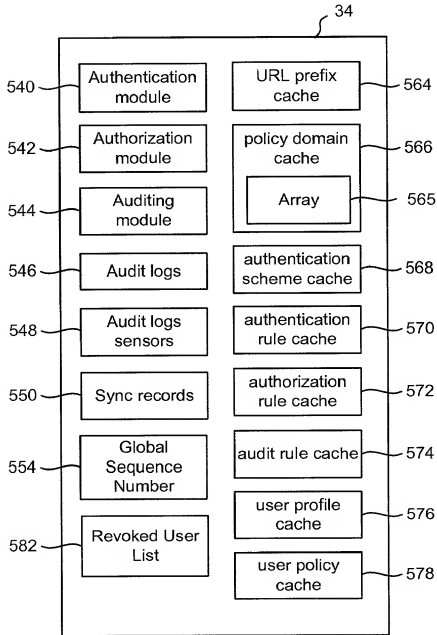 34
540
Authentication
module
542
Authorization
module
544
Auditing
module
546
Audit logs
548
Audit logs
sensors
550
Sync records
554
Global
Sequence
Number
582
Revoked User
List
URL prefix
cache
564
policy domain
cache
566
Array
565
authentication
scheme cache
568
authentication
rule cache
570
authorization
rule cache
572
audit rule cache
574
user profile
cache
576
user policy
cache
578